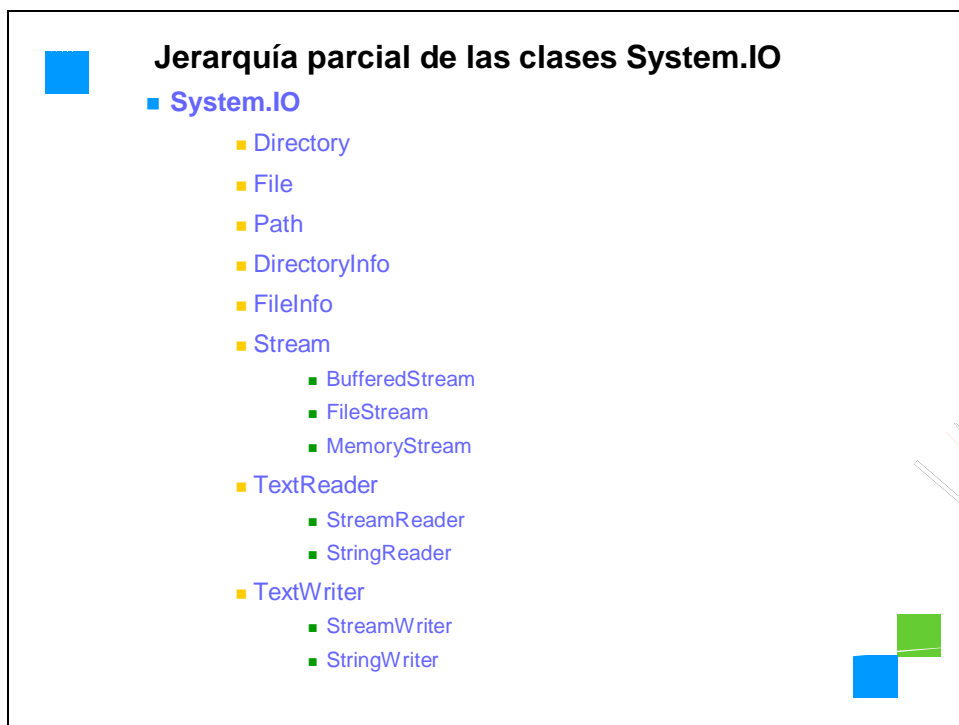 Jerarquía parcial de las clases System.IO
System.IO
Directory
File
Path
DirectoryInfo
FileInfo
Stream
BufferedStream
FileStream
MemoryStream
TextReader
StreamReader
StringReader
TextWriter
StreamWriter
StringWriter